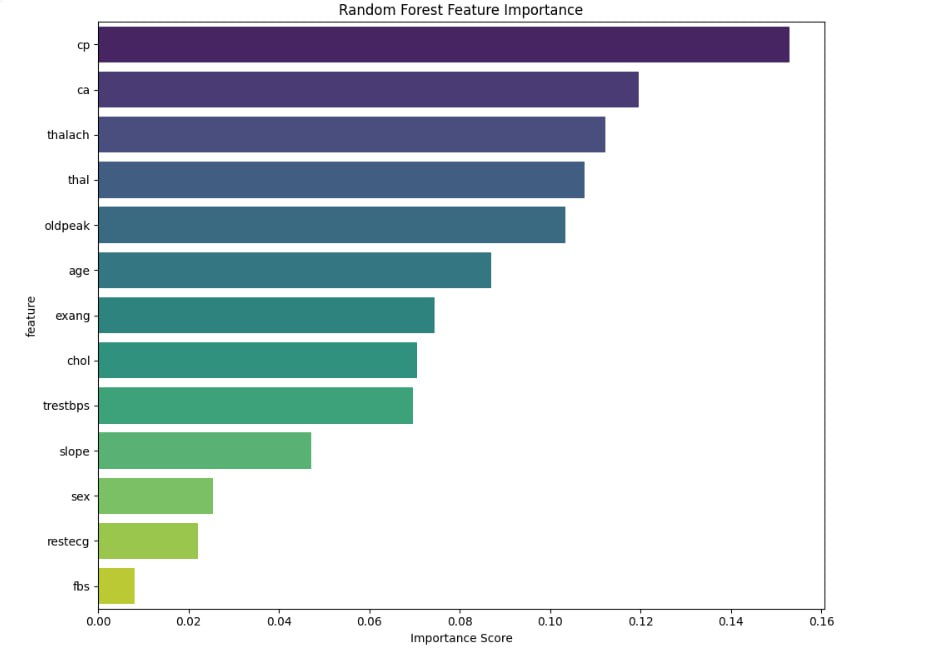 Random Forest Feature Importance
cp
ca
thalach
thal
oldpeak
age
exang
chol
trestbps
slope
sex
restecg
fbs
feature
0.00 0.02 0.04 0.06 0.08 0.10 0.12 0.14 0.16
Importance Score